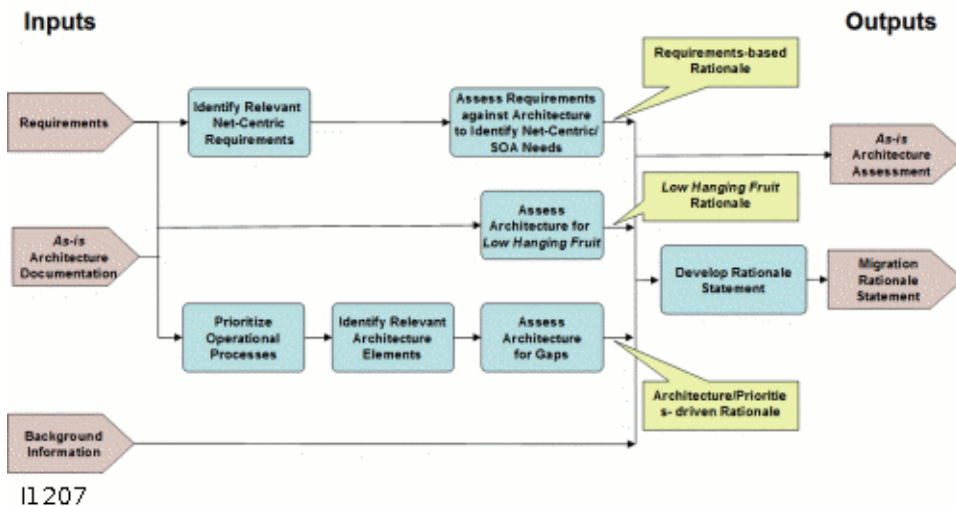 Inputs
Outputs
Requirements-based
Rationale
Requirements
Identify Relevant
Net-Centric
Requirements
Assess Requirements
against Architecture
to Identify Net-Centric/
SOA Needs
As-is
Architecture
Assessment
Low Hanging Fruit
Rationale
Assess
Architecture for
Low Hanging Fruit
As-is
Architecture
Documentation
Develop Rationale
Statement
Migration
Rationale
Statement
Prioritize
Operational
Processes
Identify Relevant
Architecture
Elements
Assess
Architecture
for Gaps
Architecture/Prioritie
s- driven Rationale
Background
Information
I1207